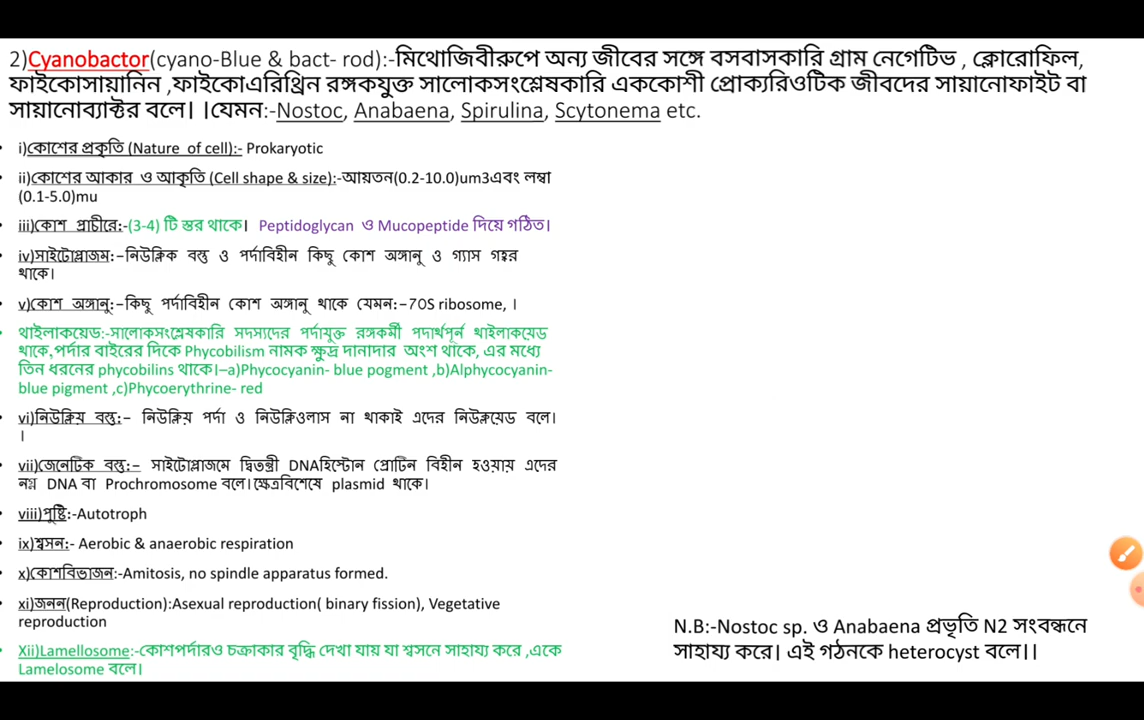 2)Cyanobactor(cyano-Blue & bact- rod):-মিথোজিবীরুপে অন্য জীবের সঙ্গে বসবাসকারি গ্রাম নেগেটিভ , ক্লোরোফিল,
ফাইকোসায়ানিন ,ফাইকোএরিথ্রিন রঙ্গকযুক্ত সালোকসংশ্লেষকারি এককোশী প্রোক্যরিওটিক জীবদের সায়ানোফাইট বা
সায়ানোব্যাক্টর বলে। ।যেমন:-Nostoc, Anabaena, Spirulina, Scytonema etc.
• i)কোশের প্রকৃতি (Nature of cell):- Prokaryotic
• ii)কোশের আকার ও আকৃতি (Cell shape & size):-আয়তন(0.2-10.0)um3এবং লম্বা
(0.1-5.0)mu
• iii)কোশ প্রাচীরে:-(3-4) টি স্তর থাকে। Peptidoglycan ও Mucopeptide দিয়ে গঠিত।
• iv)সাইটোপ্লাজম:–নিউক্লিক বস্তু ও পর্দাবিহীন কিছু কোশ অঙ্গানু ও গ্যাস গহ্বর
থাকে।
• v)কোশ অঙ্গানু:–কিছু পর্দাবিহীন কোশ অঙ্গানু থাকে যেমন:–70S ribosome, ।
• থাইলাকয়েড:-সালোকসংশ্লেষকারি সদস্যদের পর্দাযুক্ত রঙ্গকর্মী পদার্থপূর্ন থাইলাকয়েড
থাকে,পর্দার বাইরের দিকে Phycobilism নামক ক্ষুদ্র দানাদার অংশ থাকে, এর মধ্যে
তিন ধরনের phycobilins থাকে।–a)Phycocyanin- blue pogment ,b)Alphycocyanin-
blue pigment ,c)Phycoerythrine- red
• vi)নিউক্লিয় বস্তু:– নিউক্লিয় পর্দা ও নিউক্লিওলাস না থাকাই এদের নিউক্লয়েড বলে।
।
• vii)জেনেটিক বস্তু:– সাইটোপ্লাজমে দ্বিতন্ত্রী DNAহিস্টোন প্রোটিন বিহীন হওয়ায় এদের
নগ্ন DNA বা Prochromosome বলে।ক্ষেত্রবিশেষে plasmid থাকে।
• viii)পুষ্টি:-Autotroph
• ix)শ্বসন:- Aerobic & anaerobic respiration
• x)কোশবিভাজন:-Amitosis, no spindle apparatus formed.
• xi)জনন(Reproduction):Asexual reproduction( binary fission), Vegetative
reproduction
• Xii)Lamellosome:-কোশপর্দারও চক্রাকার বৃদ্ধি দেখা যায় যা শ্বসনে সাহায্য করে ,একে
Lamelosome বলে।
N.B:-Nostoc sp. ও Anabaena প্রভৃতি N2 সংবন্ধনে
সাহায্য করে। এই গঠনকে heterocyst বলে।।